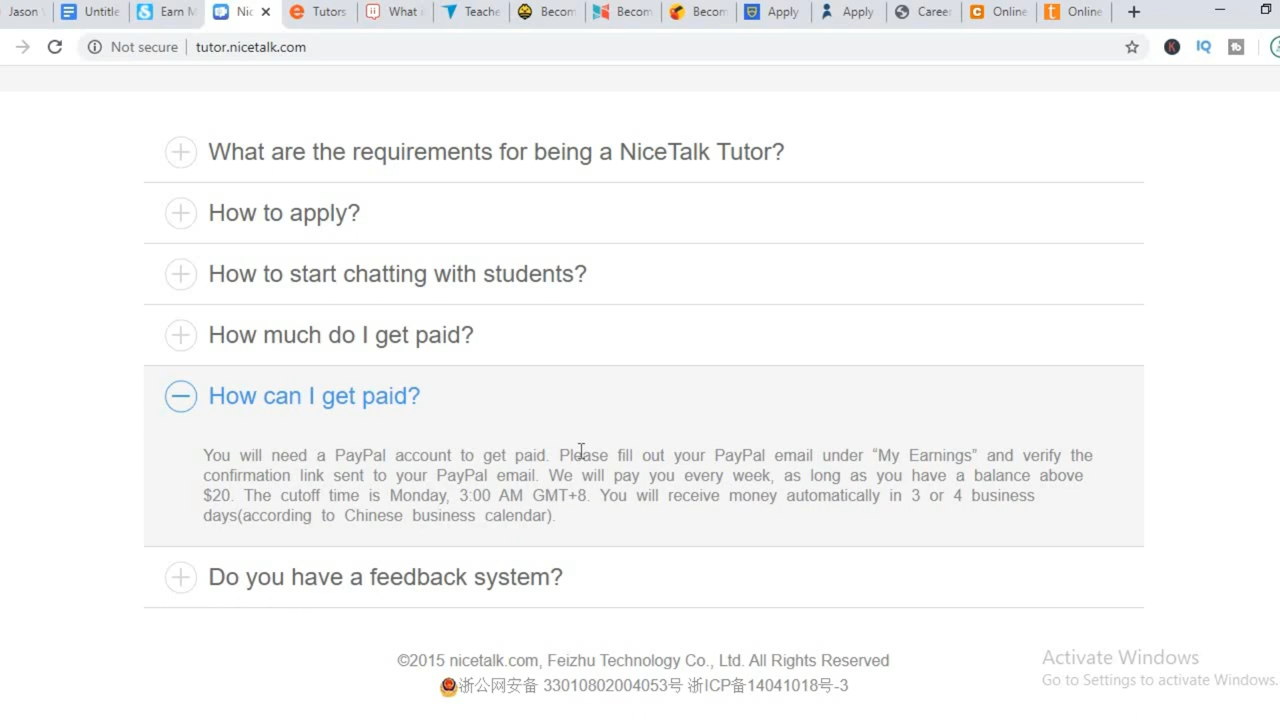 Jason
Untitle
Earn M
Nic
Tutors
What i
Teache
Becom
Becom
Becom
Apply
Apply
Career
Online
Online
Not secure
tutor.nicetalk.com
What are the requirements for being a NiceTalk Tutor?
How to apply?
How to start chatting with students?
How much do I get paid?
How can I get paid?
You will need a PayPal account to get paid. Please fill out your PayPal email under “My Earnings” and verify the
confirmation link sent to your PayPal email. We will pay you every week, as long as you have a balance above
$20. The cutoff time is Monday, 3:00 AM GMT+8. You will receive money automatically in 3 or 4 business
days(according to Chinese business calendar).
Do you have a feedback system?
©2015 nicetalk.com, Feizhu Technology Co., Ltd. All Rights Reserved
浙公网安备 33010802004053号 浙ICP备14041018号-3
Activate Windows
Go to Settings to activate Windows.